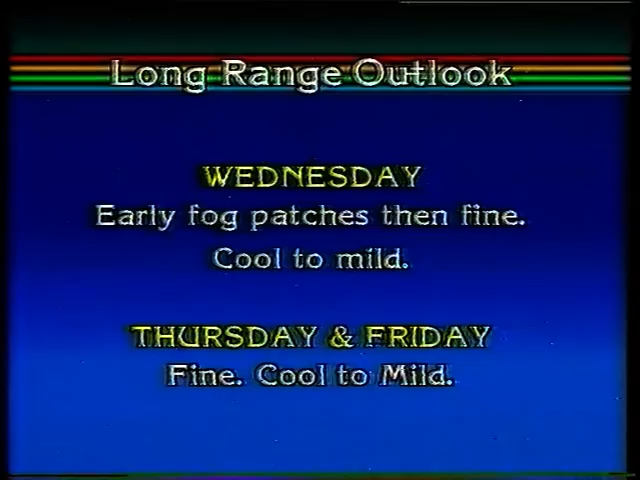 Long Range Outlook
WEDNESDAY
Early fog patches then fine.
Cool to mild.
THURSDAY & FRIDAY
Fine. Cool to Mild.